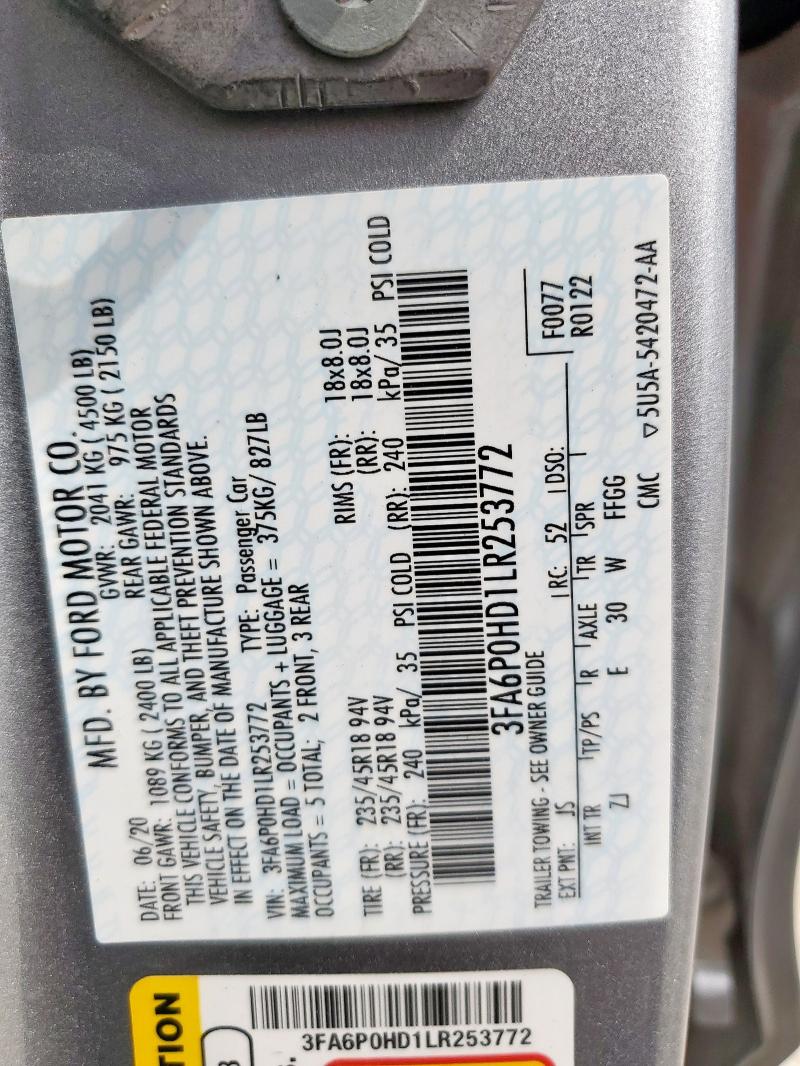 MFD. BY FORD MOTOR CO.
DATE: 06/20 GVWR: 2041 KG ( 4500 LB)
FRONT GAWR: 1089 KG ( 2400 LB) REAR GAWR: 975 KG ( 2150 LB)
THIS VEHICLE CONFORMS TO ALL APPLICABLE FEDERAL MOTOR
VEHICLE SAFETY, BUMPER, AND THEFT PREVENTION STANDARDS
IN EFFECT ON THE DATE OF MANUFACTURE SHOWN ABOVE.
VIN: 3FA6P0HD1LR253772 TYPE: Passenger Car
MAXIMUM LOAD = OCCUPANTS + LUGGAGE = 375KG/ 827LB
OCCUPANTS = 5 TOTAL; 2 FRONT, 3 REAR
TIRE (FR): 235/45R18 94V RIMS (FR): 18x8.0J
(RR): 235/45R18 94V (RR): 18x8.0J
PRESSURE (FR): 240 kPa/ 35 PSI COLD (RR): 240 kPa/ 35 PSI COLD
3FA6P0HD1LR253772
TRAILER TOWING - SEE OWNER GUIDE F0077
EXT PNT: JS RC: 52 DSO: R0122
INT TR TP/PS R AXLE TR SPR
ZJ E 30 W FFGG
CMC ▽5U5A-5420472-AA
TION
3FA6P0HD1LR253772